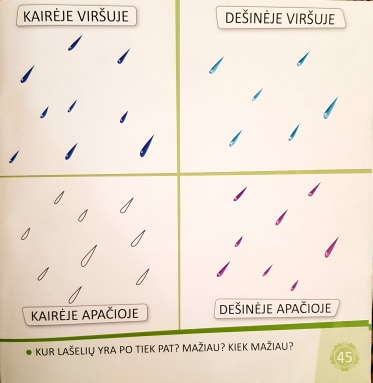 KAIRĖJE VIRŠUJE
DEŠINĖJE VIRŠUJE
KAIRĖJE APAČIOJE
DEŠINĖJE APAČIOJE
• KUR LAŠELIŲ YRA PO TIEK PAT? MAŽIAU? KIEK MAŽIAU?
45